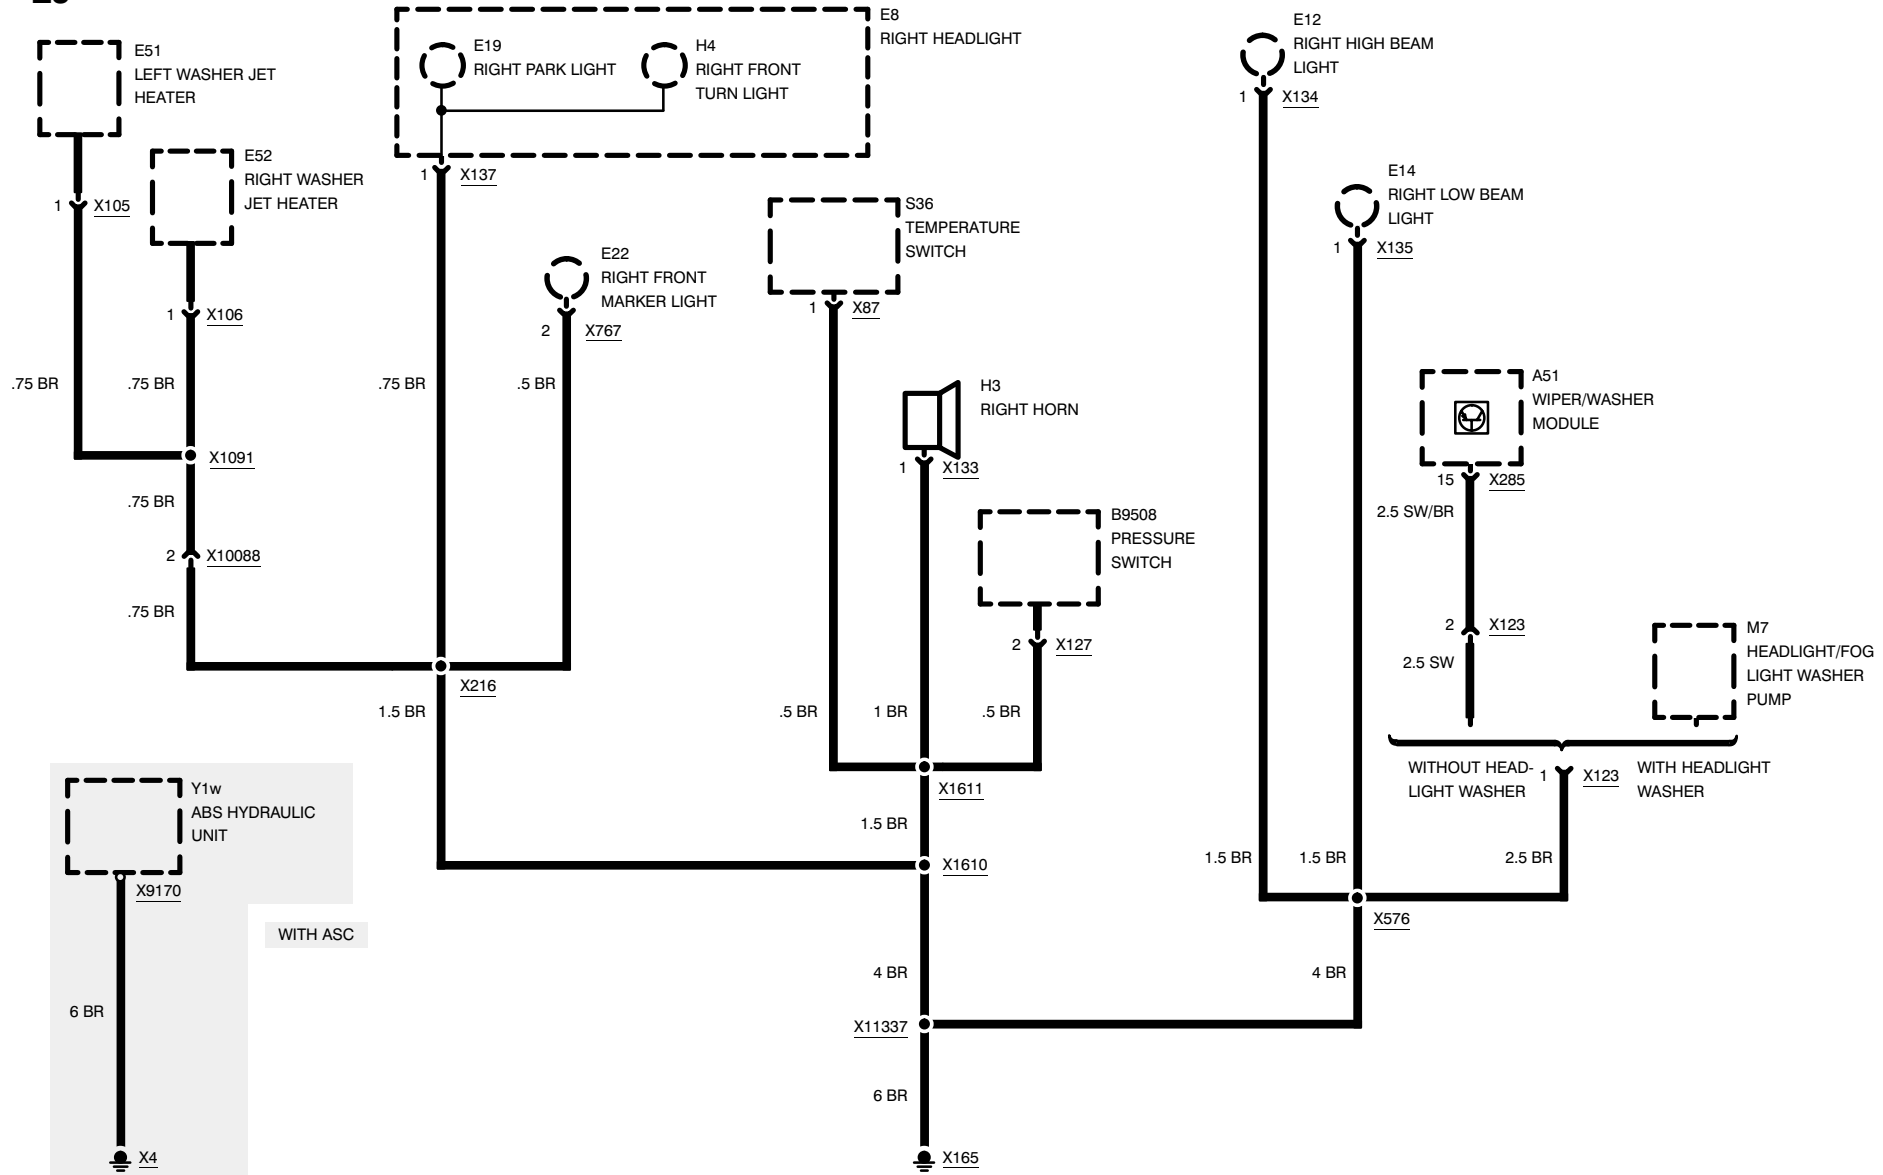 E51
LEFT WASHER JET
HEATER
E52
RIGHT WASHER
JET HEATER
1 X105
1 X106
E19
RIGHT PARK LIGHT
H4
RIGHT FRONT
TURN LIGHT
E8
RIGHT HEADLIGHT
1 X137
E22
RIGHT FRONT
MARKER LIGHT
2 X767
S36
TEMPERATURE
SWITCH
1 X87
H3
RIGHT HORN
1 X133
B9508
PRESSURE
SWITCH
2 X127
E12
RIGHT HIGH BEAM
LIGHT
1 X134
E14
RIGHT LOW BEAM
LIGHT
1 X135
A51
WIPER/WASHER
MODULE
15 X285
2.5 SW/BR
2 X123
2.5 SW
M7
HEADLIGHT/FOG
LIGHT WASHER
PUMP
WITHOUT HEAD-
LIGHT WASHER
1 X123
WITH HEADLIGHT
WASHER
.75 BR
.75 BR
.75 BR
.5 BR
X1091
.75 BR
2 X10088
.75 BR
X216
1.5 BR
.5 BR
1 BR
.5 BR
X1611
1.5 BR
X1610
1.5 BR
1.5 BR
2.5 BR
X576
4 BR
4 BR
X11337
6 BR
X165
Y1w
ABS HYDRAULIC
UNIT
X9170
WITH ASC
6 BR
X4